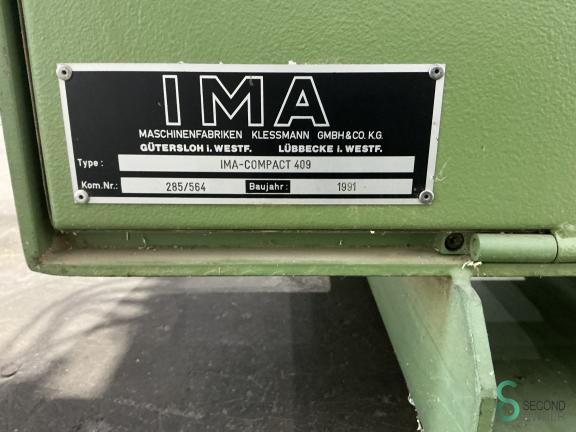 IMA
MASCHINENFABRIKEN KLESSMANN GMBH & CO. K.G.
GÜTERSLOH i. WESTF. LÜBBECKE i. WESTF.
Type : IMA-COMPACT 409
Kom.Nr.: 285/564 Baujahr: 1991
S SECOND